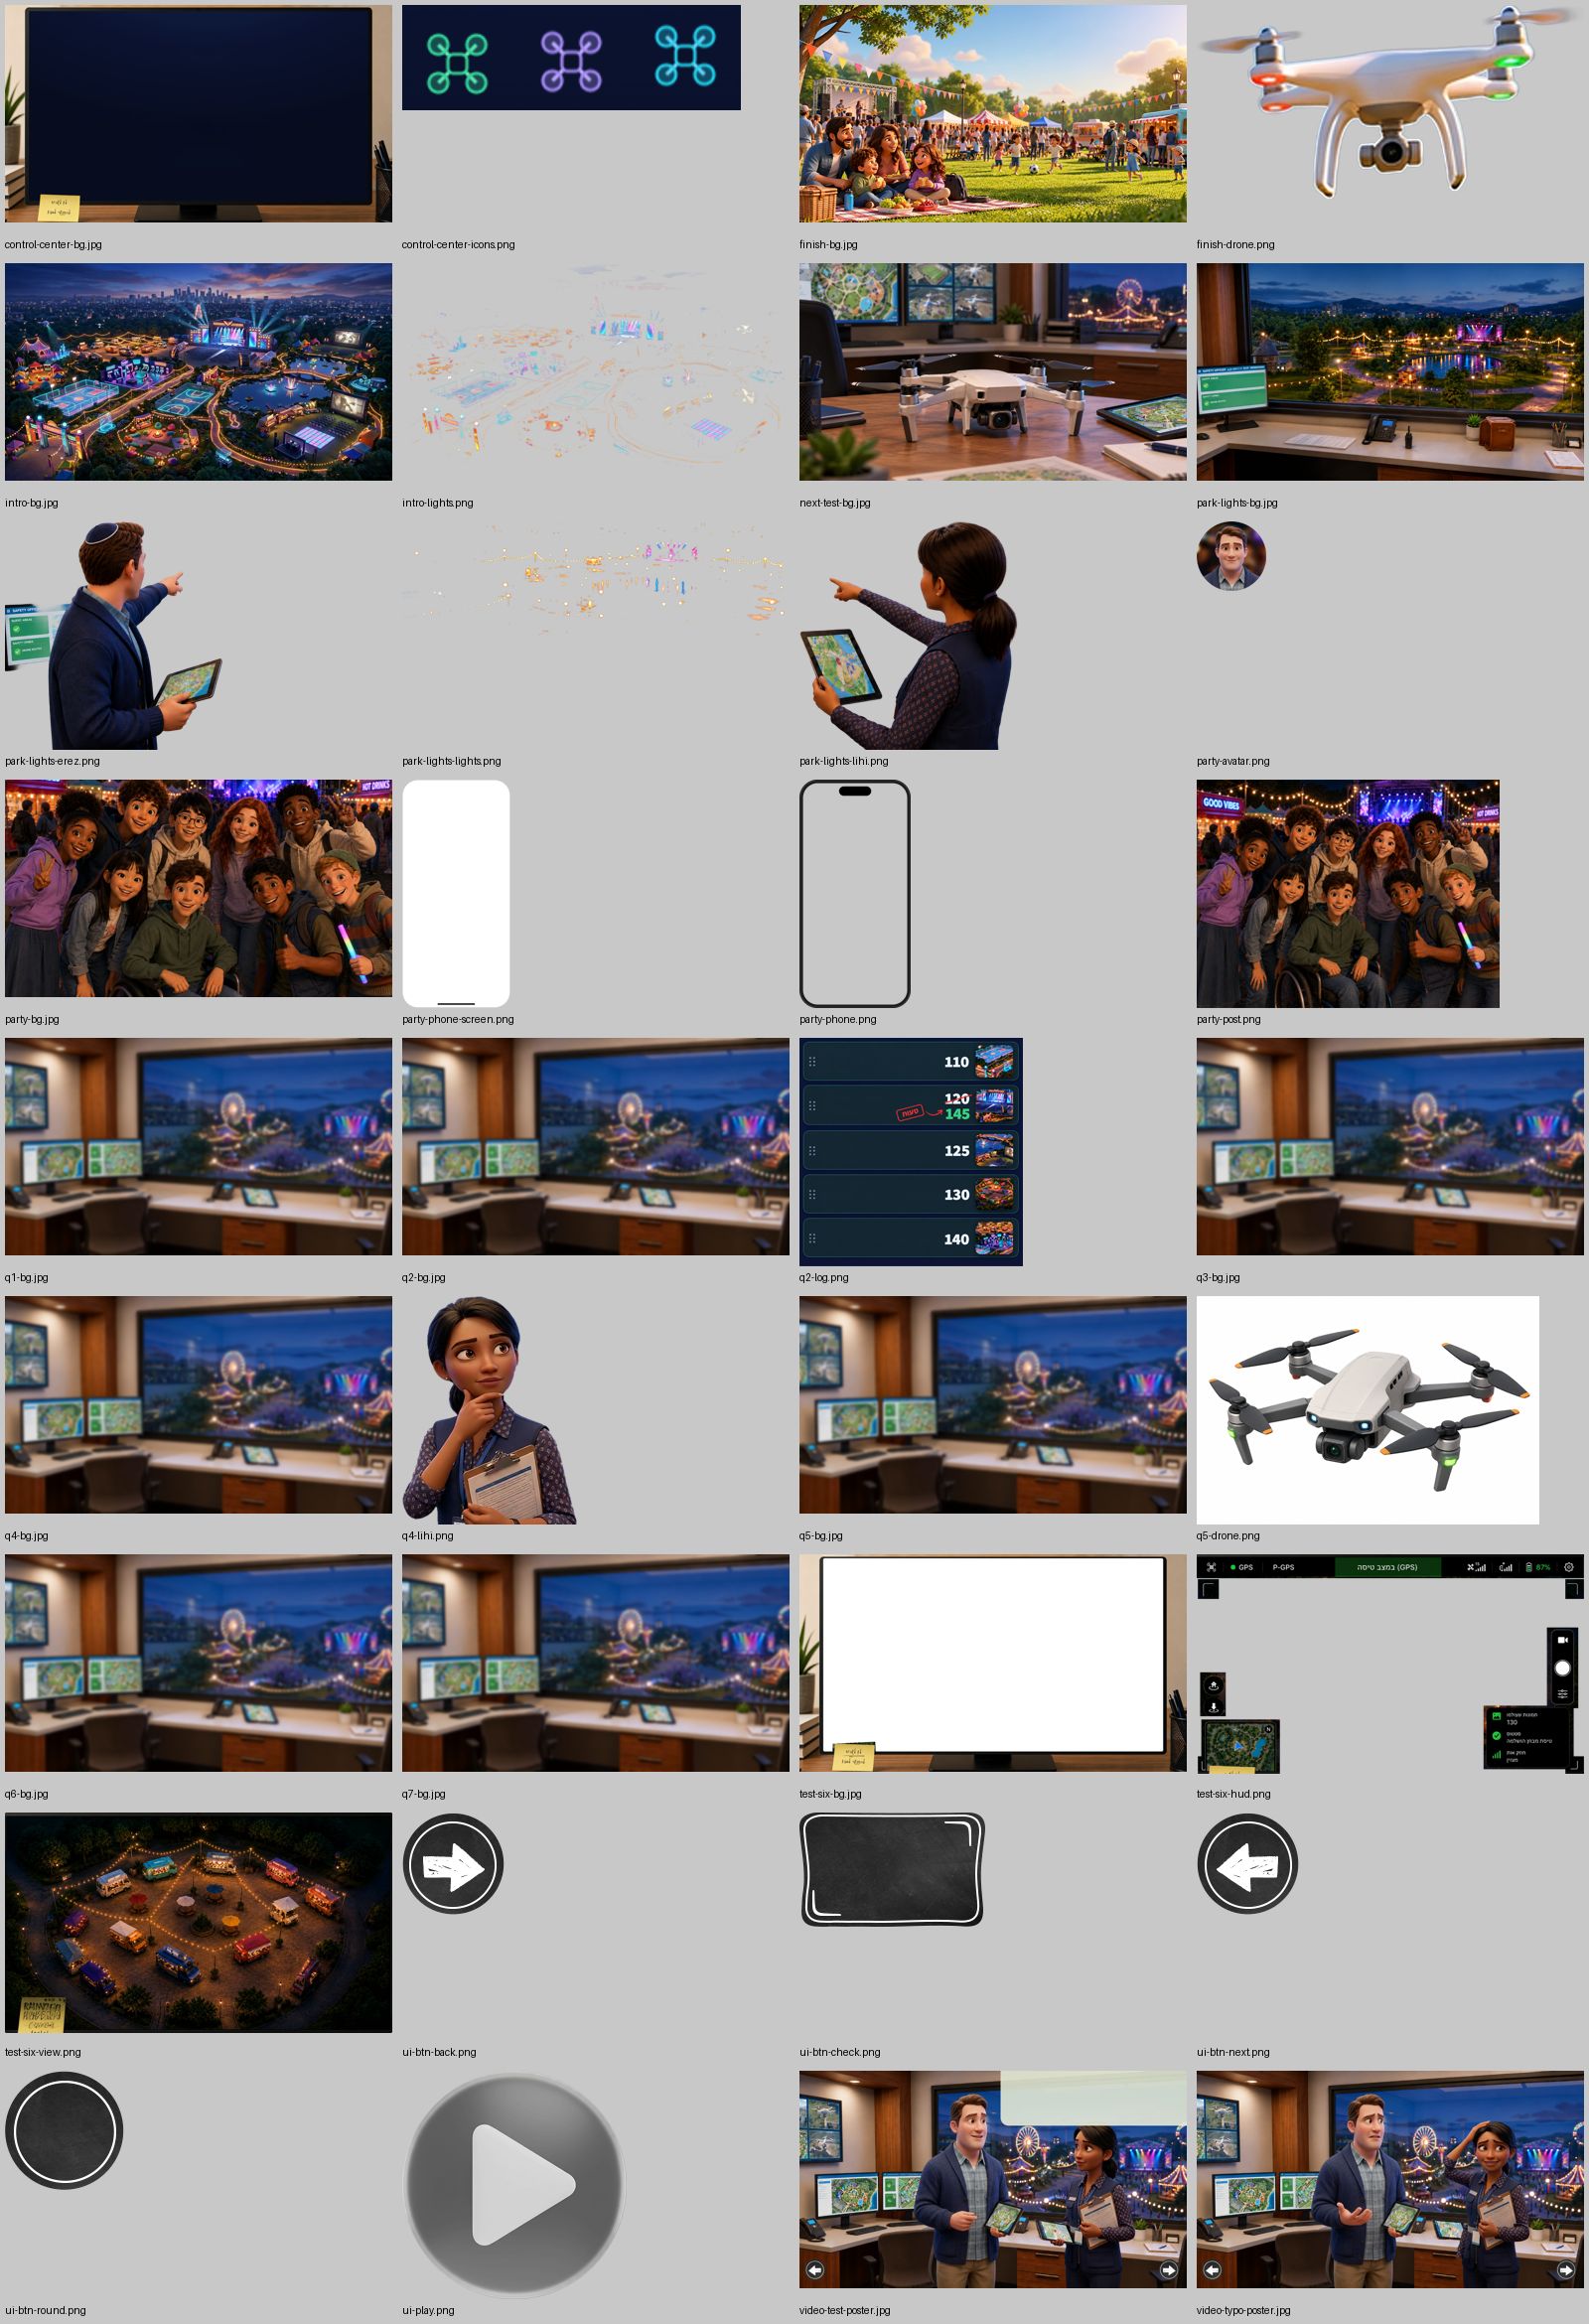 control-center-bg.jpg
control-center-icons.png
finish-bg.jpg
finish-drone.png
intro-bg.jpg
intro-lights.png
next-test-bg.jpg
park-lights-bg.jpg
park-lights-erez.png
park-lights-lights.png
park-lights-lihi.png
party-avatar.png
HOT DRINKS
GOOD VIBES
party-bg.jpg
party-phone-screen.png
party-phone.png
party-post.png
110
120
145
טעות
125
130
140
q1-bg.jpg
q2-bg.jpg
q2-log.png
q3-bg.jpg
q4-bg.jpg
q4-lihi.png
q5-bg.jpg
q5-drone.png
GPS
P-GPS
במצב טיסה (GPS)
87%
N
130
סטטוס
q6-bg.jpg
q7-bg.jpg
test-six-bg.jpg
test-six-hud.png
test-six-view.png
ui-btn-back.png
ui-btn-check.png
ui-btn-next.png
ui-btn-round.png
ui-play.png
video-test-poster.jpg
video-typo-poster.jpg